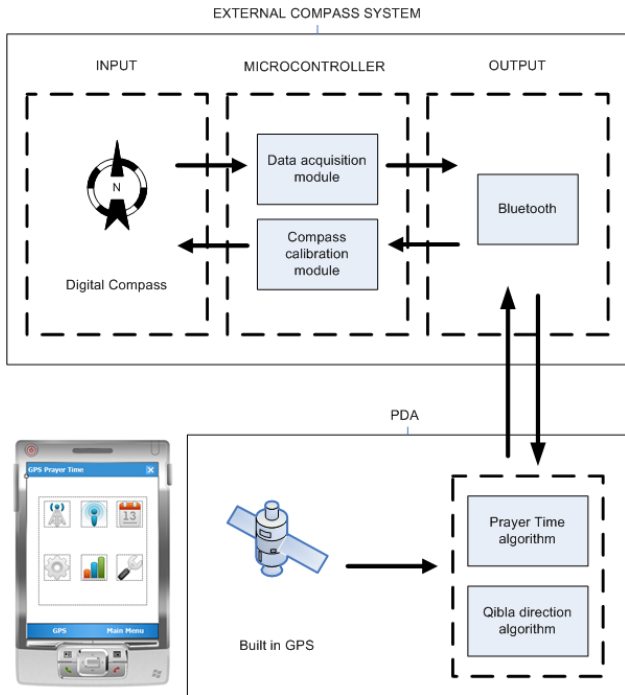 EXTERNAL COMPASS SYSTEM
INPUT
MICROCONTROLLER
OUTPUT
N
Digital Compass
Data acquisition
module
Compass
calibration
module
Bluetooth
PDA
GPS Prayer Time
13
GPS
Main Menu
Built in GPS
Prayer Time
algorithm
Qibla direction
algorithm